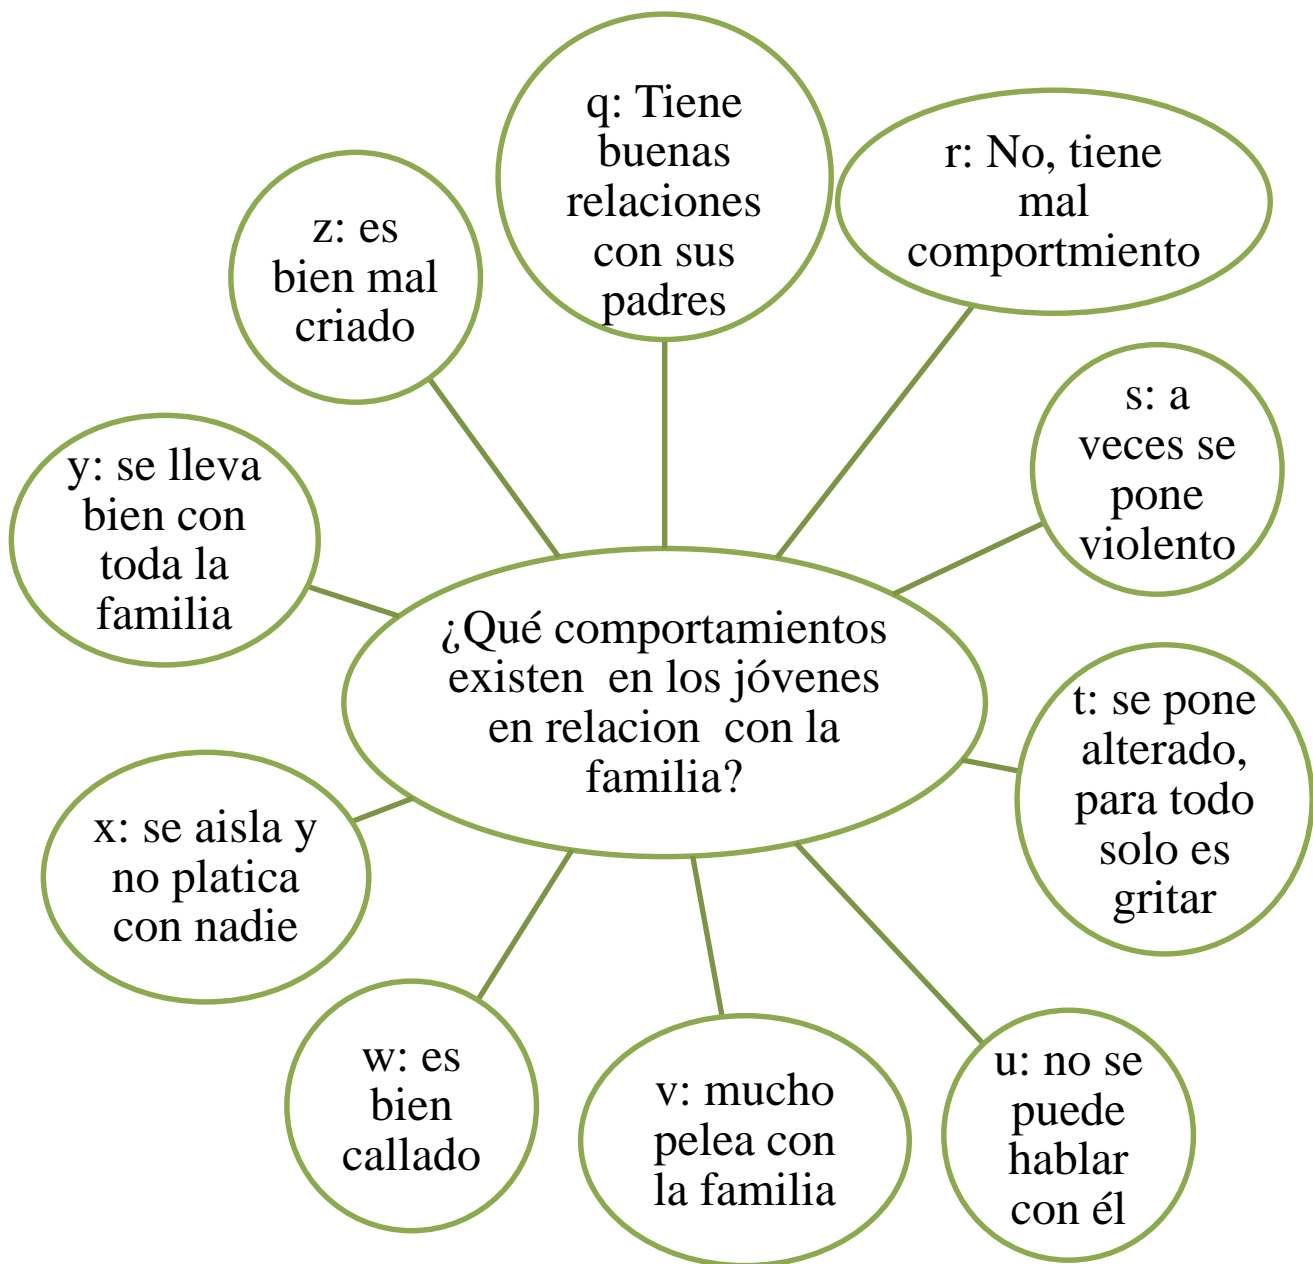 q: Tiene
buenas
relaciones
con sus
padres
r: No, tiene
mal
comportmiento
s: a
veces se
pone
violento
t: se pone
alterado,
para todo
solo es
gritar
u: no se
puede
hablar
con él
v: mucho
pelea con
la familia
w: es
bien
callado
x: se aisla y
no platica
con nadie
y: se lleva
bien con
toda la
familia
z: es
bien mal
criado
¿Qué comportamientos
existen  en los jóvenes
en relacion  con la
familia?